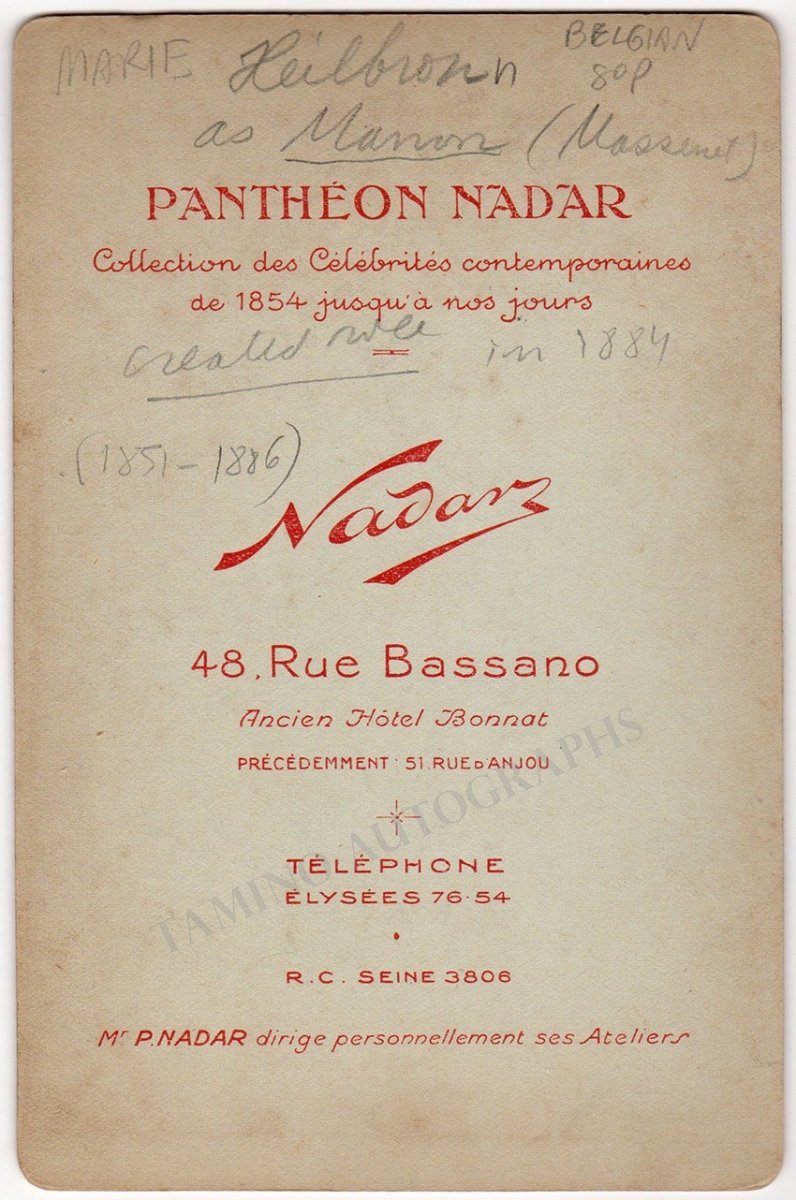 MARIE Heilbronn BELGIAN
sop
as Manon (Massenet)
PANTHÉON NADAR
Collection des Célébrités contemporaines
de 1854 jusqu'à nos jours
created role in 1884
(1851-1886)
Nadar
48, Rue Bassano
Ancien Hôtel Bonnat
PRÉCÉDEMMENT 51. RUE D'ANJOU
TAMINO AUTOGRAPHS
TÉLÉPHONE
ÉLYSÉES 76-54
R.C. SEINE 3806
Mr P. NADAR dirige personnellement ses Ateliers